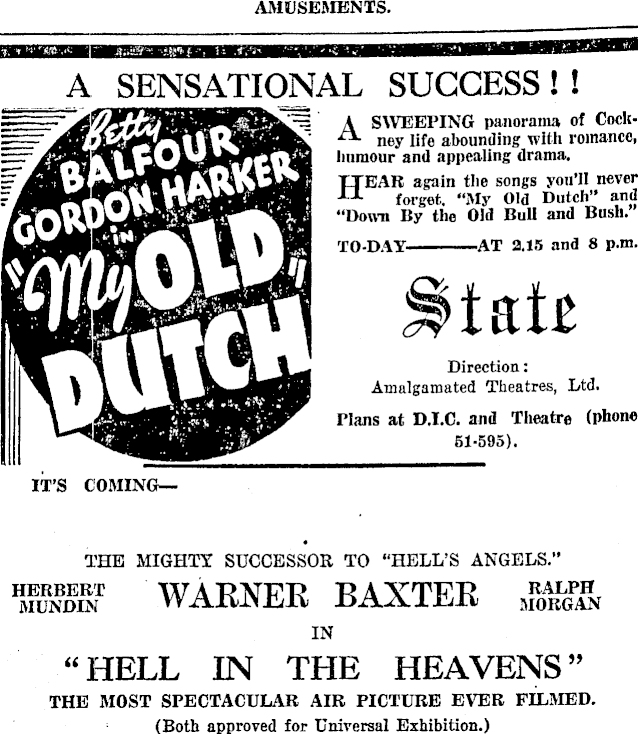 AMUSEMENTS.
A SENSATIONAL SUCCESS!!
Betty
BALFOUR
GORDON HARKER
in
"My OLD
DUTCH"
A SWEEPING panorama of Cock-
ney life abounding with romance,
humour and appealing drama.
HEAR again the songs you'll never
forget, "My Old Dutch" and
"Down By the Old Bull and Bush."
TO-DAY———AT 2.15 and 8 p.m.
State
Direction:
Amalgamated Theatres, Ltd.
Plans at D.I.C. and Theatre (phone
51-595).
IT'S COMING—
THE MIGHTY SUCCESSOR TO "HELL'S ANGELS."
HERBERT MUNDIN WARNER BAXTER RALPH MORGAN
IN
"HELL IN THE HEAVENS"
THE MOST SPECTACULAR AIR PICTURE EVER FILMED.
(Both approved for Universal Exhibition.)